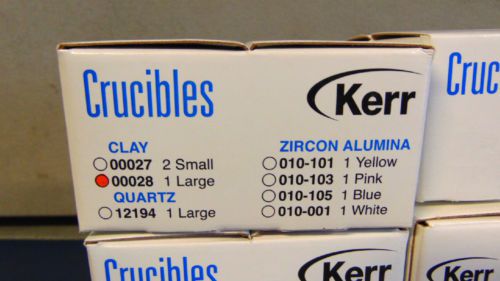 Crucibles
Kerr
CLAY
00027 2 Small
00028 1 Large
QUARTZ
12194 1 Large
ZIRCON ALUMINA
010-101 1 Yellow
010-103 1 Pink
010-105 1 Blue
010-001 1 White
Cruc
Crucibles
Kerr
Kerr